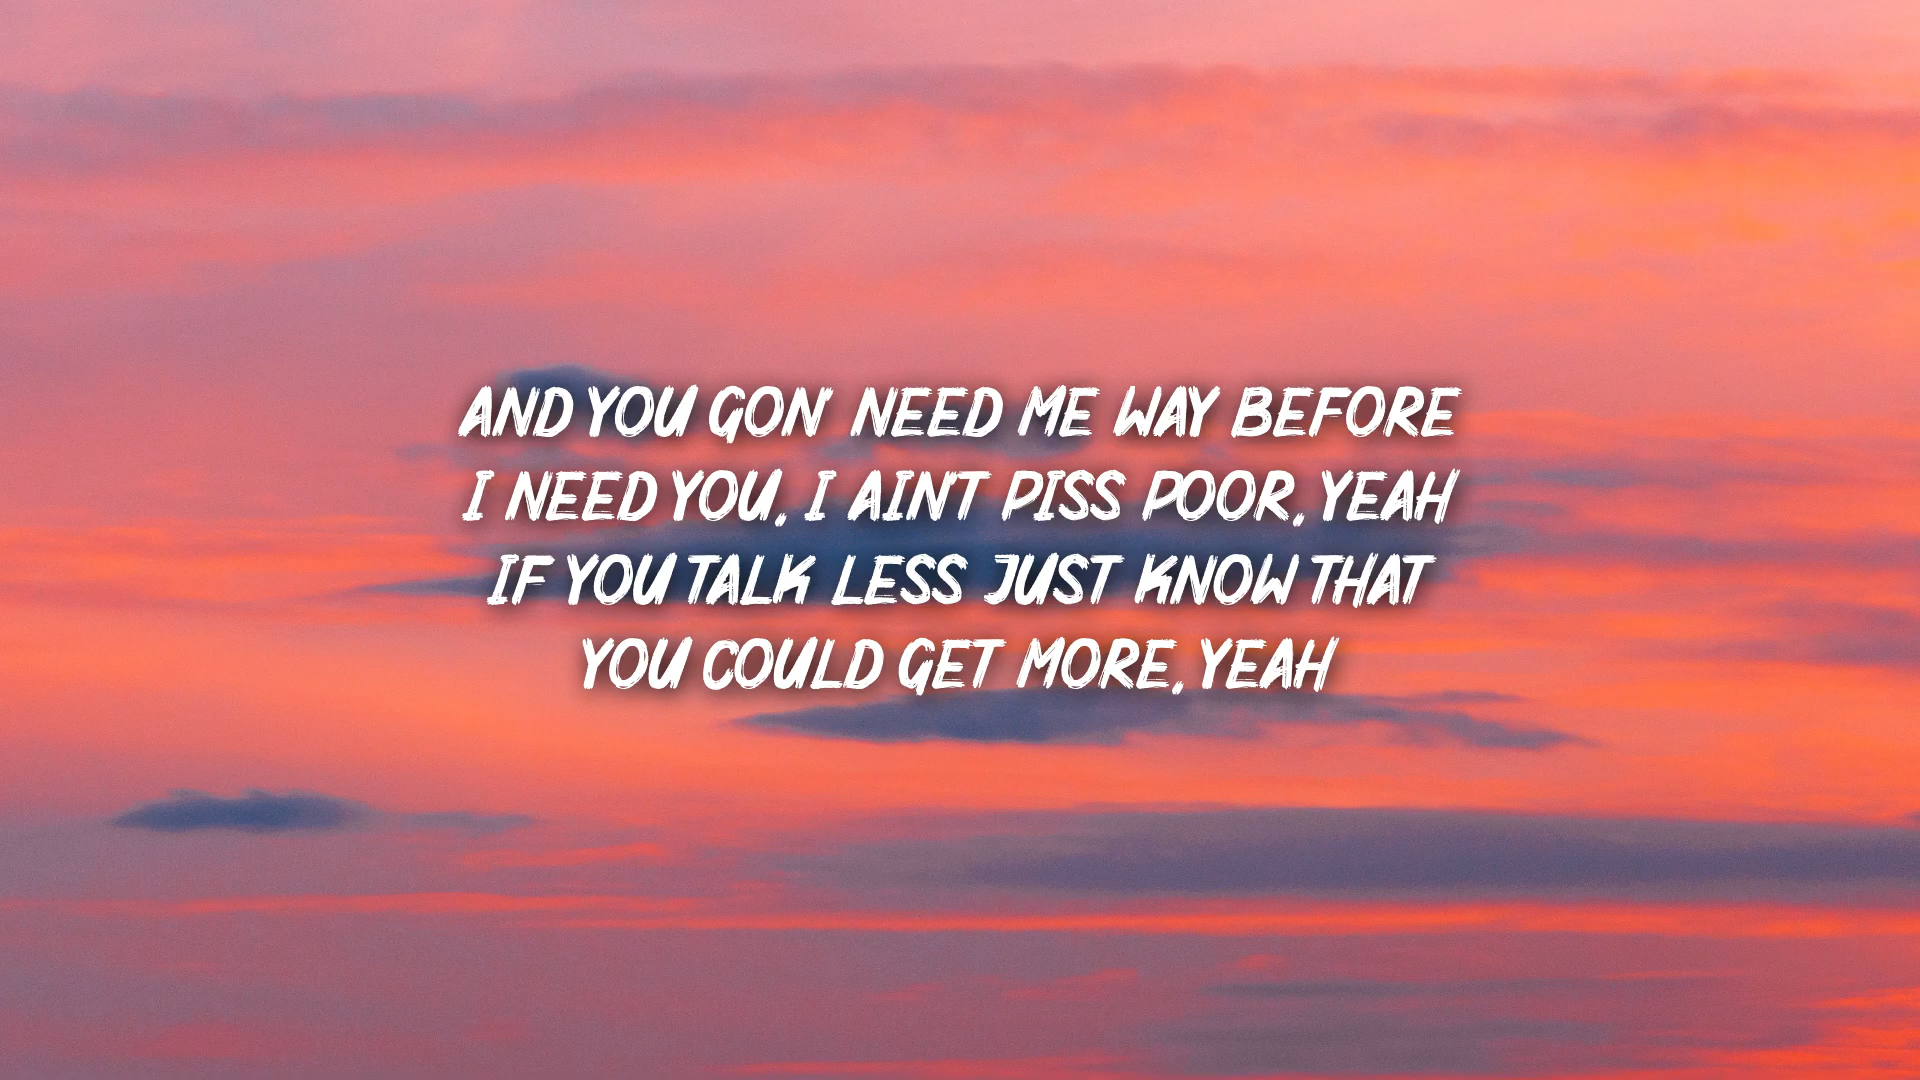 AND YOU GON' NEED ME WAY BEFORE
I NEED YOU, I AIN'T PISS POOR, YEAH
IF YOU TALK LESS JUST KNOW THAT
YOU COULD GET MORE, YEAH